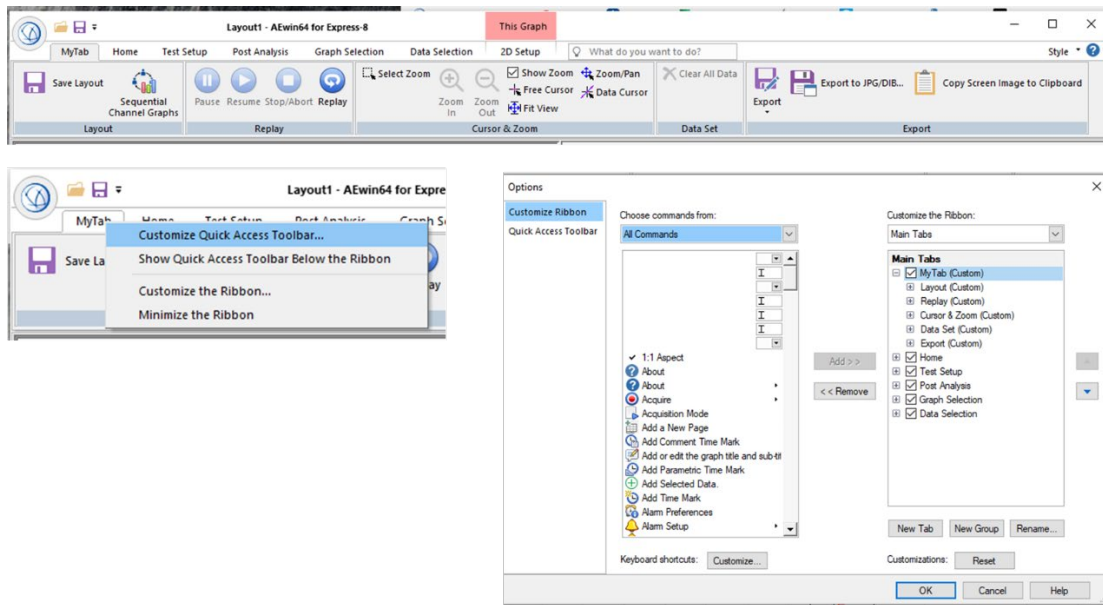 Layout1 - AEwin64 for Express-8
This Graph
MyTab Home Test Setup Post Analysis Graph Selection Data Selection 2D Setup What do you want to do? Style
Save Layout
Sequential
Channel Graphs
Layout
Pause Resume Stop/Abort Replay
Replay
Select Zoom
Zoom
In
Zoom
Out
Show Zoom
Free Cursor
Fit View
Zoom/Pan
Data Cursor
Cursor & Zoom
Clear All Data
Data Set
Export
Export to JPG/DIB...
Copy Screen Image to Clipboard
Export
Layout1 - AEwin64 for Expre
MyTab Home Test Setup Post Analysis Graph S
Save La
ay
Customize Quick Access Toolbar...
Show Quick Access Toolbar Below the Ribbon
Customize the Ribbon...
Minimize the Ribbon
Options
Customize Ribbon
Quick Access Toolbar
Choose commands from:
All Commands
1:1 Aspect
About
About
Acquire
Acquisition Mode
Add a New Page
Add Comment Time Mark
Add or edit the graph title and sub-tit
Add Parametric Time Mark
Add Selected Data.
Add Time Mark
Alarm Preferences
Alarm Setup
Keyboard shortcuts: Customize...
Add >>
<< Remove
Customize the Ribbon:
Main Tabs
Main Tabs
MyTab (Custom)
Layout (Custom)
Replay (Custom)
Cursor & Zoom (Custom)
Data Set (Custom)
Export (Custom)
Home
Test Setup
Post Analysis
Graph Selection
Data Selection
New Tab New Group Rename...
Customizations: Reset
OK Cancel Help